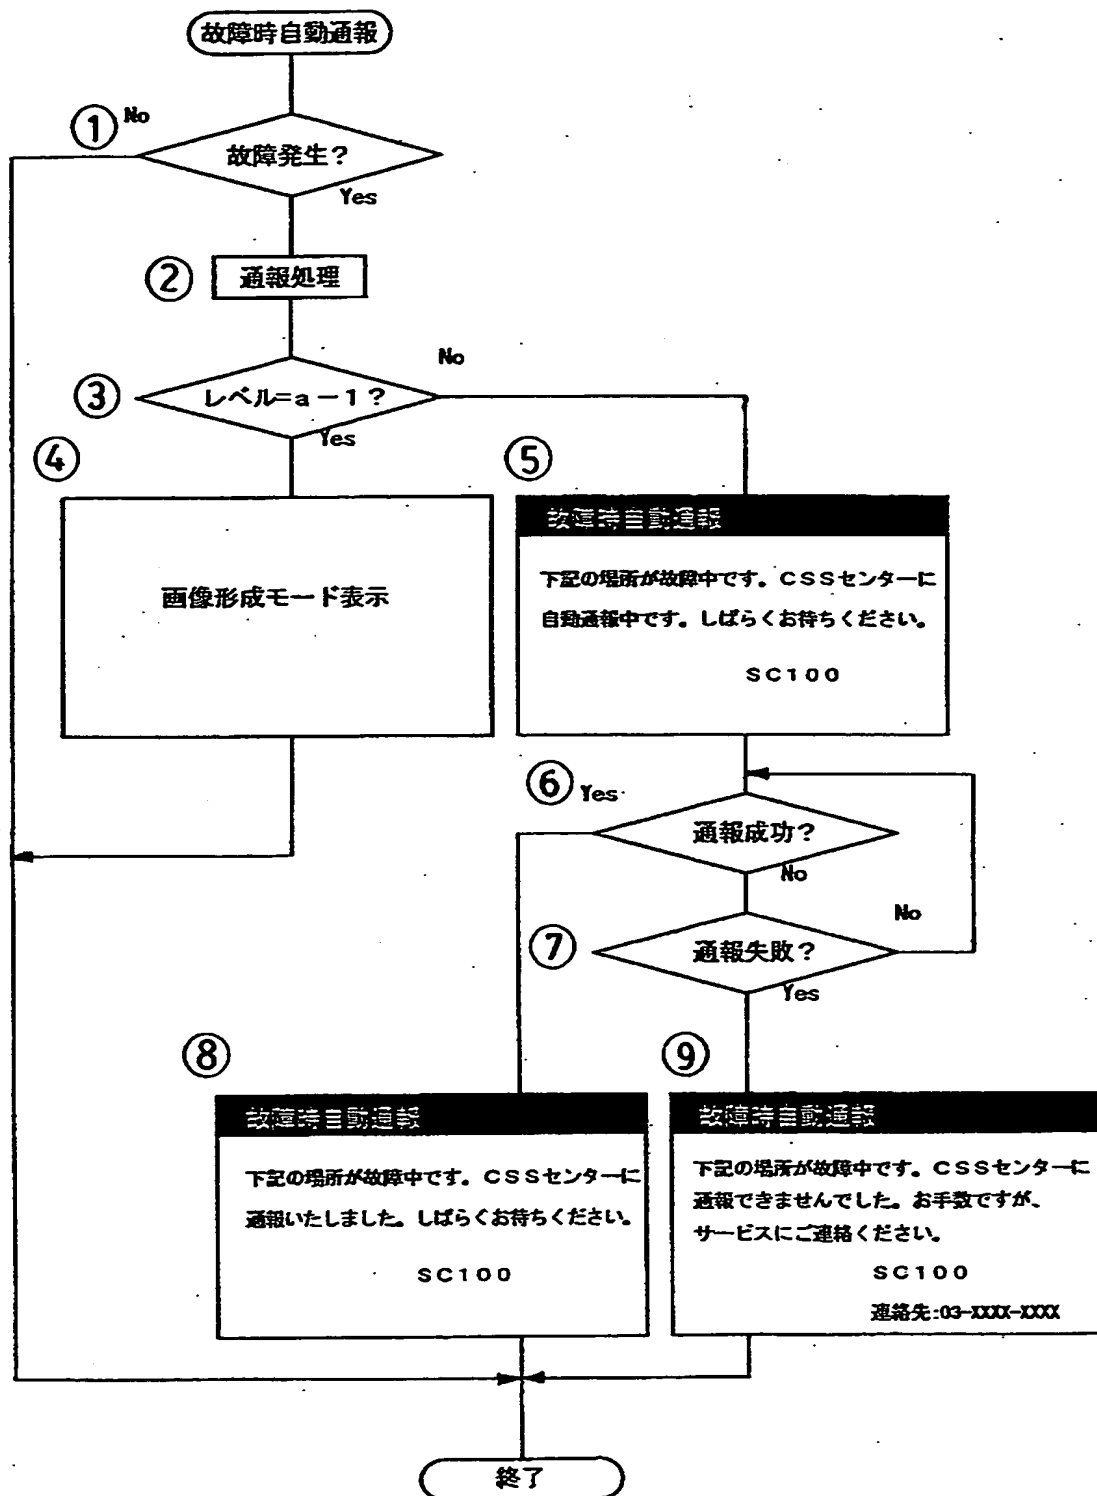 故障時自動通報
① No
故障発生?
Yes
② 通報処理
No
③ レベル=a-1?
Yes
④
⑤
故障時自動通報
画像形成モード表示
下記の場所が故障中です。CSSセンターに
自動通報中です。しばらくお待ちください。
SC100
⑥ Yes
通報成功?
No
No
⑦ 通報失敗?
Yes
⑧
⑨
故障時自動通報
下記の場所が故障中です。CSSセンターに
通報いたしました。しばらくお待ちください。
SC100
故障時自動通報
下記の場所が故障中です。CSSセンターに
通報できませんでした。お手数ですが、
サービスにご連絡ください。
SC100
連絡先:03-XXXX-XXXX
終了